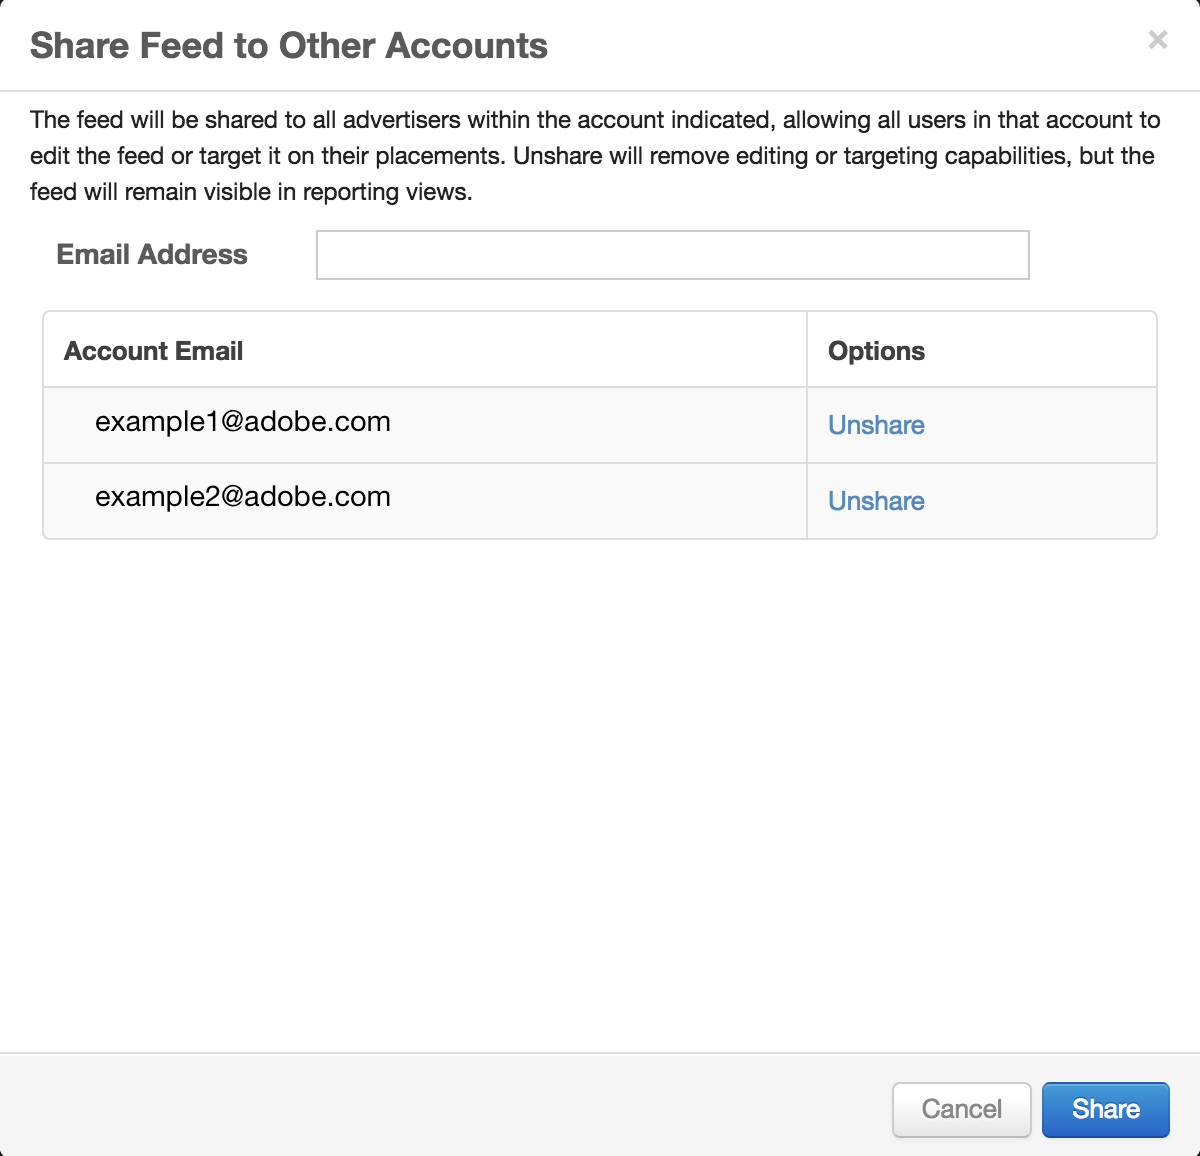 Share Feed to Other Accounts
×
The feed will be shared to all advertisers within the account indicated, allowing all users in that account to
edit the feed or target it on their placements. Unshare will remove editing or targeting capabilities, but the
feed will remain visible in reporting views.
Email Address
Account Email Options
example1@adobe.com Unshare
example2@adobe.com Unshare
Cancel Share